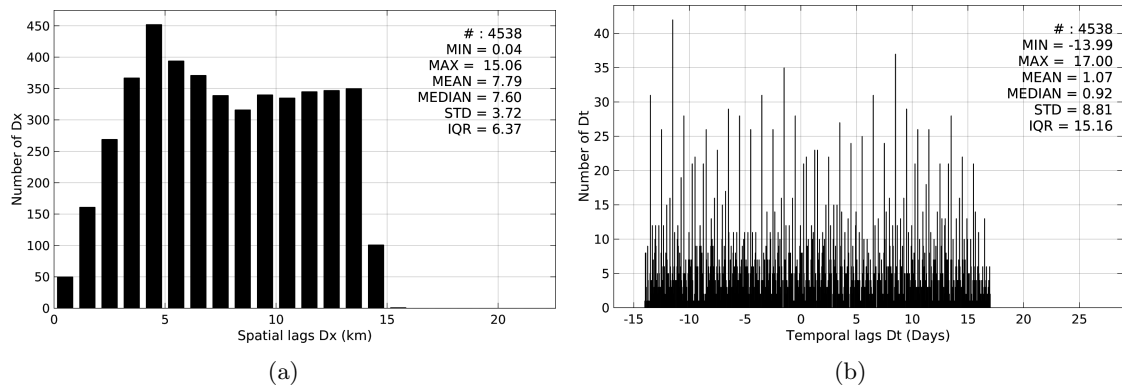 450
400
350
300
250
200
150
100
50
0
Number of Dx
# : 4538
MIN = 0.04
MAX = 15.06
MEAN = 7.79
MEDIAN = 7.60
STD = 3.72
IQR = 6.37
0 5 10 15 20
Spatial lags Dx (km)
(a)
40
35
30
25
20
15
10
5
0
Number of Dt
# : 4538
MIN = -13.99
MAX = 17.00
MEAN = 1.07
MEDIAN = 0.92
STD = 8.81
IQR = 15.16
-15 -10 -5 0 5 10 15 20 25
Temporal lags Dt (Days)
(b)